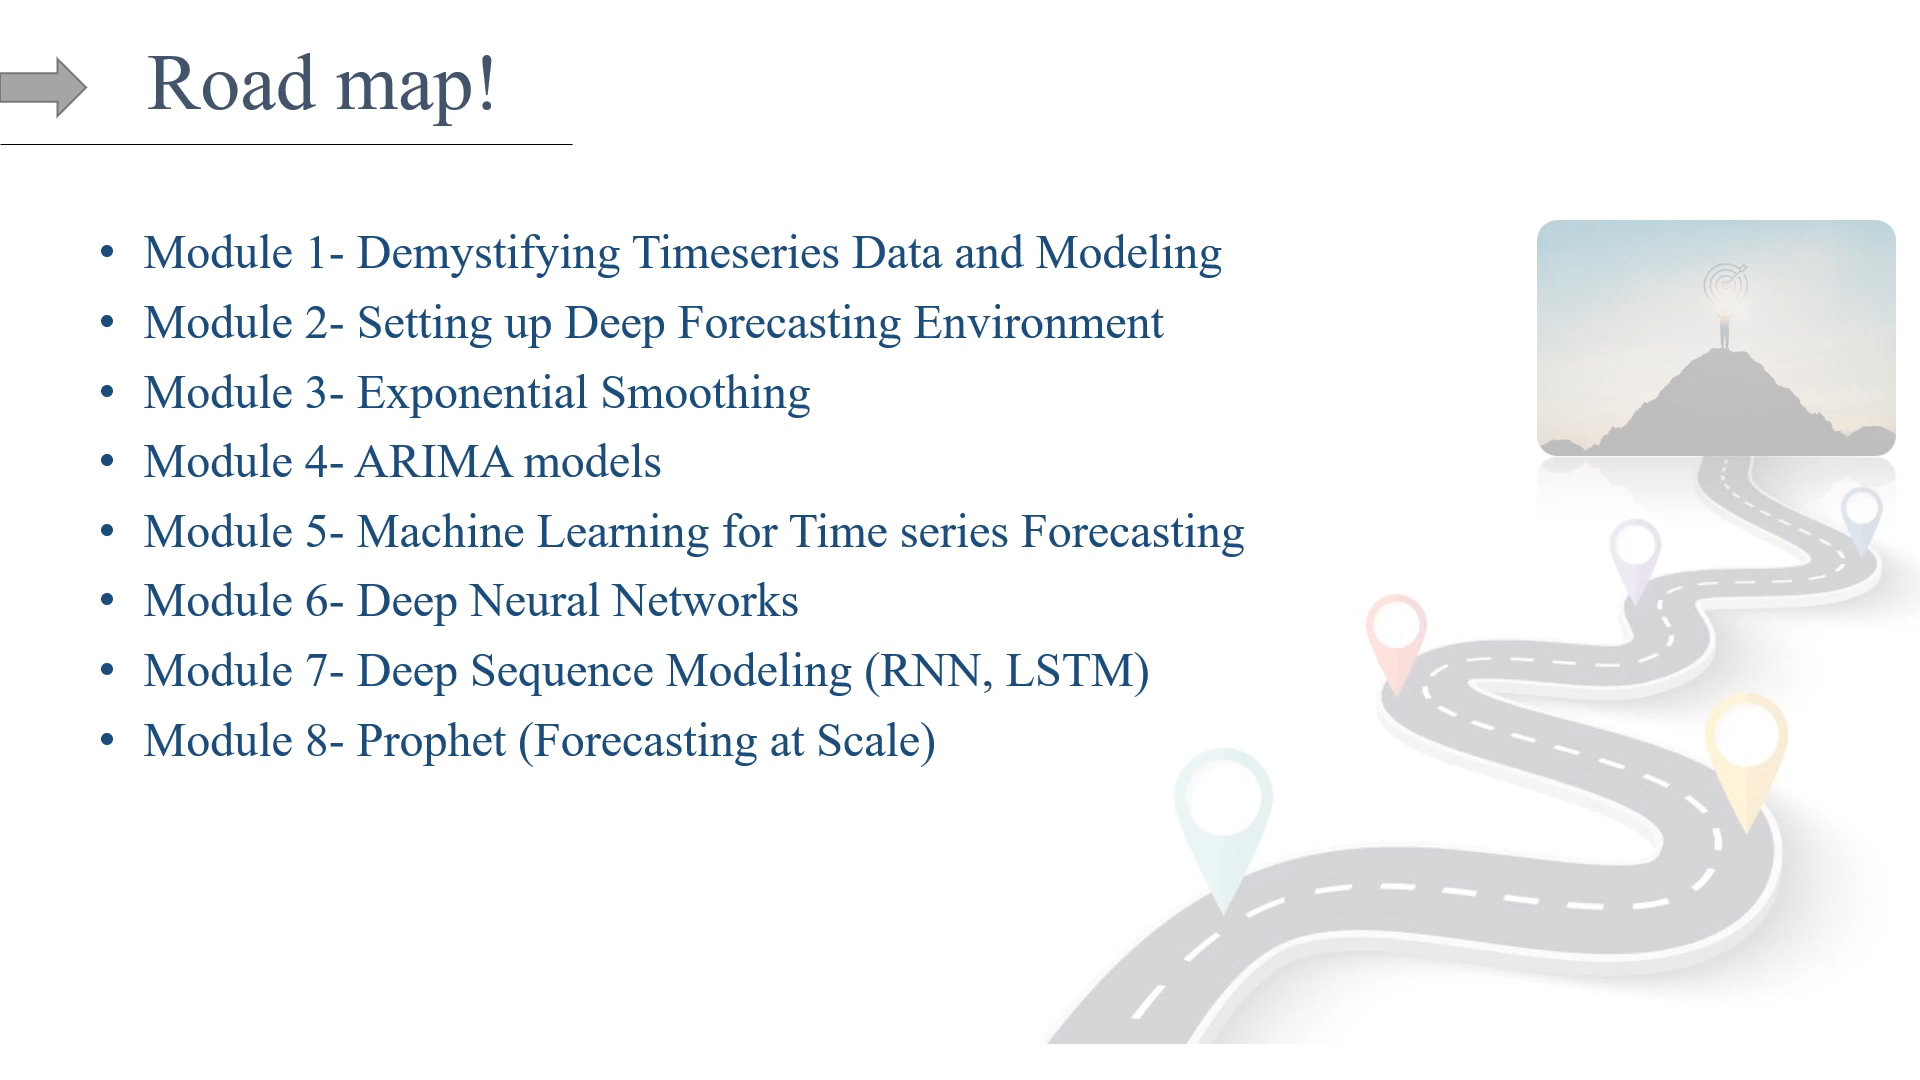 Road map!
• Module 1- Demystifying Timeseries Data and Modeling
• Module 2- Setting up Deep Forecasting Environment
• Module 3- Exponential Smoothing
• Module 4- ARIMA models
• Module 5- Machine Learning for Time series Forecasting
• Module 6- Deep Neural Networks
• Module 7- Deep Sequence Modeling (RNN, LSTM)
• Module 8- Prophet (Forecasting at Scale)